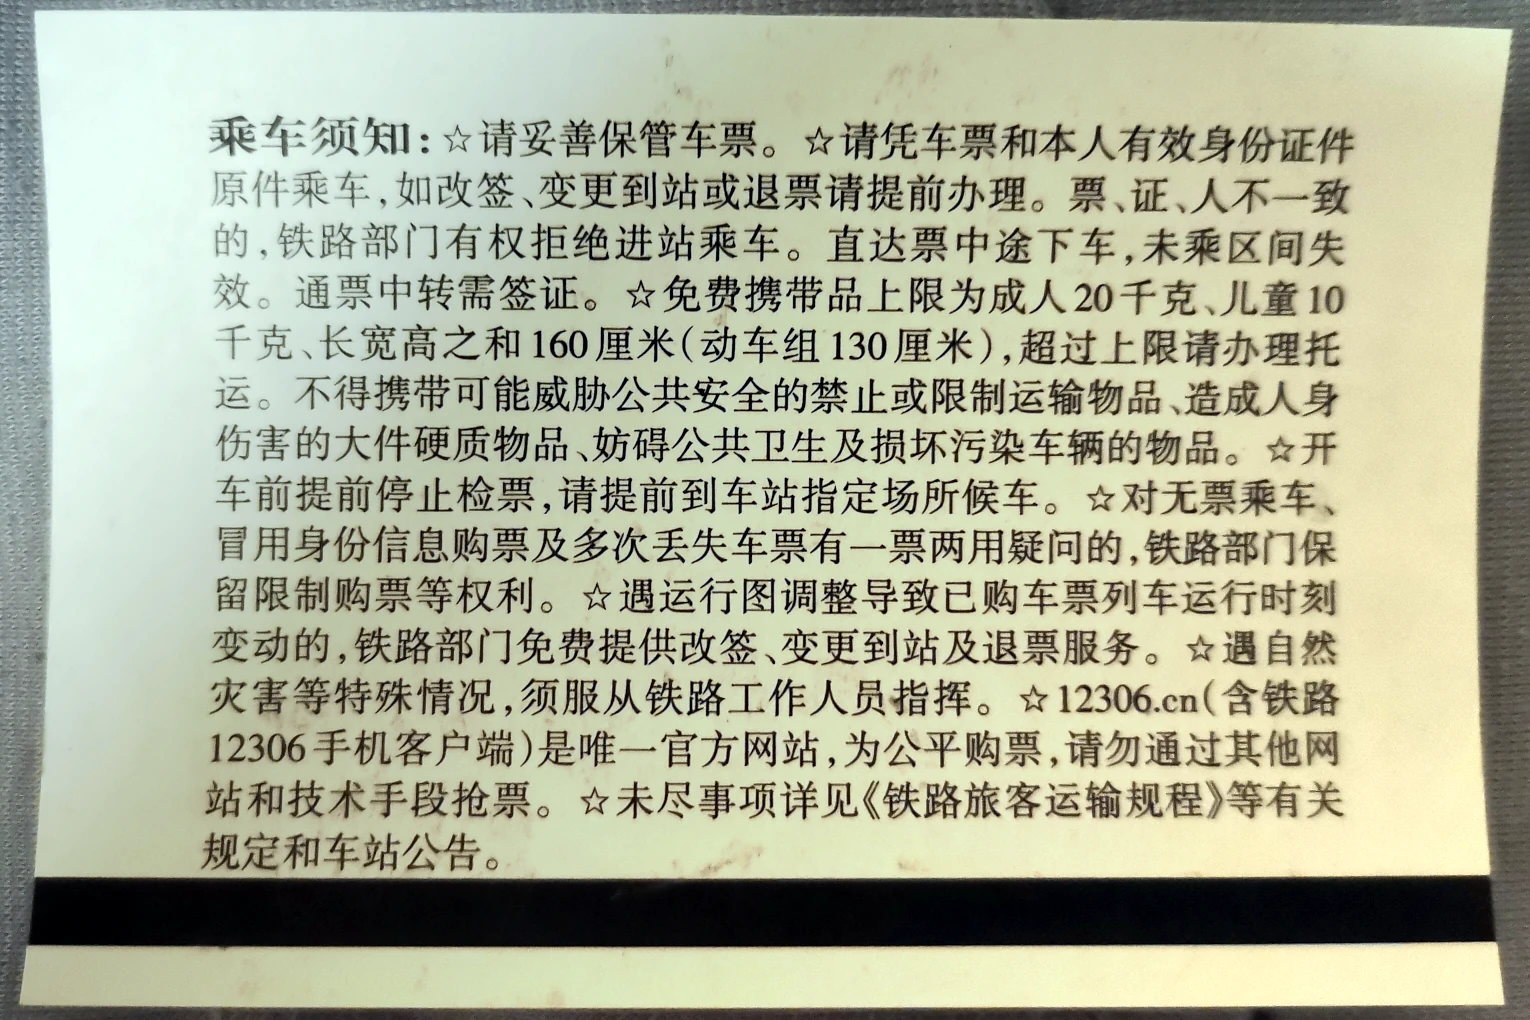 乘车须知:☆请妥善保管车票。☆请凭车票和本人有效身份证件
原件乘车,如改签、变更到站或退票请提前办理。票、证、人不一致
的,铁路部门有权拒绝进站乘车。直达票中途下车,未乘区间失
效。通票中转需签证。☆免费携带品上限为成人20千克、儿童10
千克、长宽高之和160厘米(动车组130厘米),超过上限请办理托
运。不得携带可能威胁公共安全的禁止或限制运输物品、造成人身
伤害的大件硬质物品、妨碍公共卫生及损坏污染车辆的物品。☆开
车前提前停止检票,请提前到车站指定场所候车。☆对无票乘车、
冒用身份信息购票及多次丢失车票有一票两用疑问的,铁路部门保
留限制购票等权利。☆遇运行图调整导致已购车票列车运行时刻
变动的,铁路部门免费提供改签、变更到站及退票服务。☆遇自然
灾害等特殊情况,须服从铁路工作人员指挥。☆12306.cn(含铁路
12306手机客户端)是唯一官方网站,为公平购票,请勿通过其他网
站和技术手段抢票。☆未尽事项详见《铁路旅客运输规程》等有关
规定和车站公告。